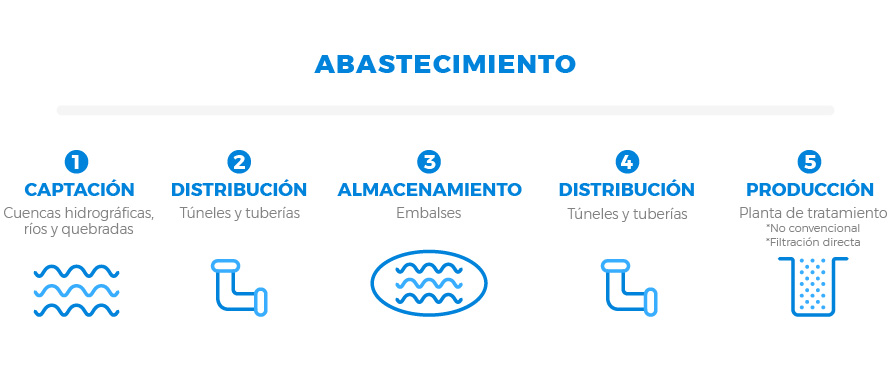 ABASTECIMIENTO
1
CAPTACIÓN
Cuencas hidrográficas,
ríos y quebradas
2
DISTRIBUCIÓN
Túneles y tuberías
3
ALMACENAMIENTO
Embalses
4
DISTRIBUCIÓN
Túneles y tuberías
5
PRODUCCIÓN
Planta de tratamiento
*No convencional
*Filtración directa